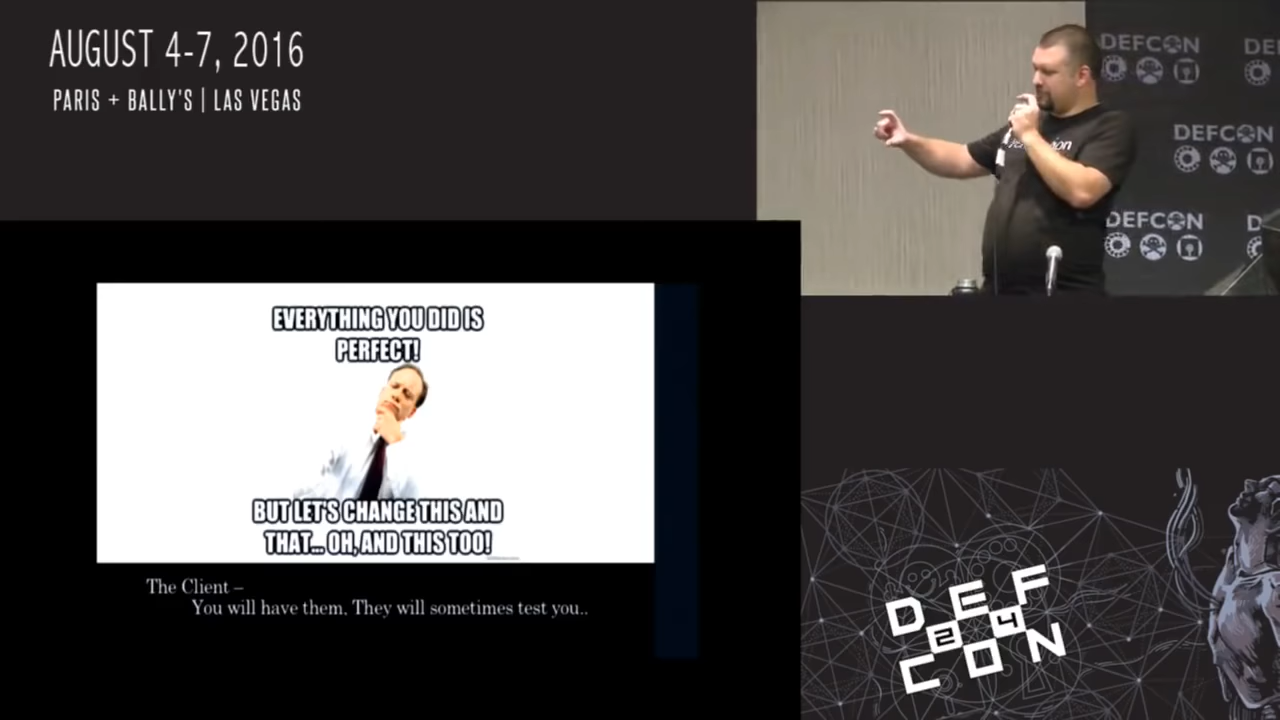 AUGUST 4-7, 2016
PARIS + BALLY'S | LAS VEGAS
DEFCON
DEFCON
DEFCON
EVERYTHING YOU DID IS
PERFECT!
BUT LET'S CHANGE THIS AND
THAT... OH, AND THIS TOO!
The Client –
You will have them. They will sometimes test you..
DEF
24
CON